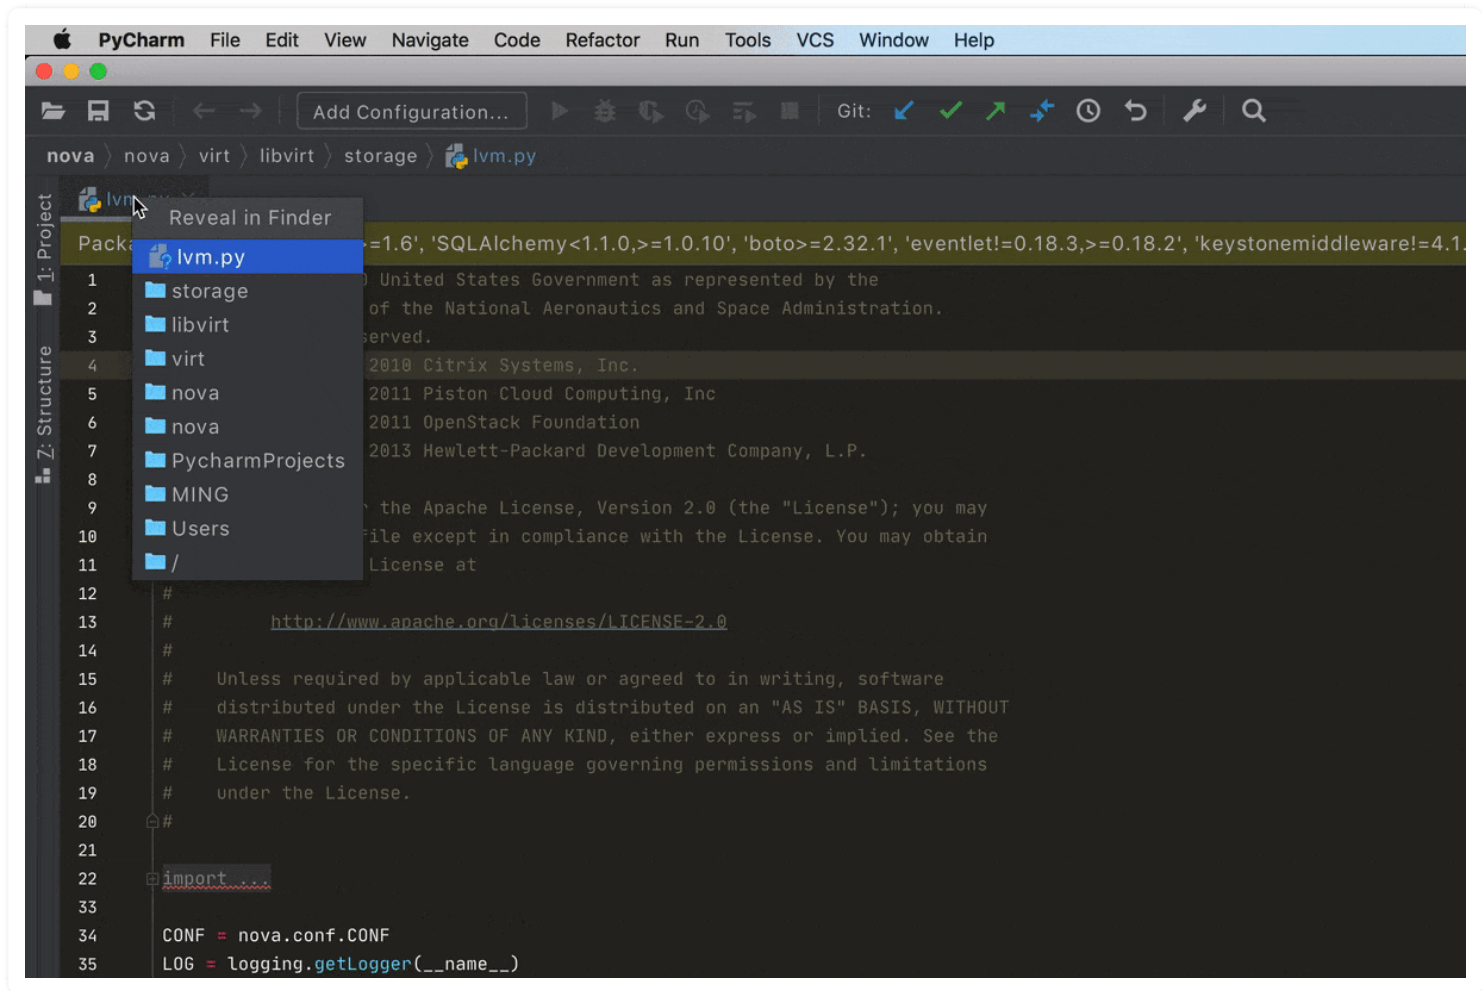 PyCharm File Edit View Navigate Code Refactor Run Tools VCS Window Help
Add Configuration... Git:
nova nova virt libvirt storage lvm.py
Reveal in Finder
>=1.6', 'SQLAlchemy<1.1.0,>=1.0.10', 'boto>=2.32.1', 'eventlet!=0.18.3,>=0.18.2', 'keystonemiddleware!=4.1.
lvm.py
storage
libvirt
virt
nova
nova
PycharmProjects
MING
Users
/
1: Project
Z: Structure
1 United States Government as represented by the
2 of the National Aeronautics and Space Administration.
3
4 2010 Citrix Systems, Inc.
5 2011 Piston Cloud Computing, Inc
6 2011 OpenStack Foundation
7 2013 Hewlett-Packard Development Company, L.P.
8
9 the Apache License, Version 2.0 (the "License"); you may
10 file except in compliance with the License. You may obtain
11 License at
12 #
13 # http://www.apache.org/licenses/LICENSE-2.0
14 #
15 # Unless required by applicable law or agreed to in writing, software
16 # distributed under the License is distributed on an "AS IS" BASIS, WITHOUT
17 # WARRANTIES OR CONDITIONS OF ANY KIND, either express or implied. See the
18 # License for the specific language governing permissions and limitations
19 # under the License.
20 #
21
22 import ...
33
34 CONF = nova.conf.CONF
35 LOG = logging.getLogger(__name__)